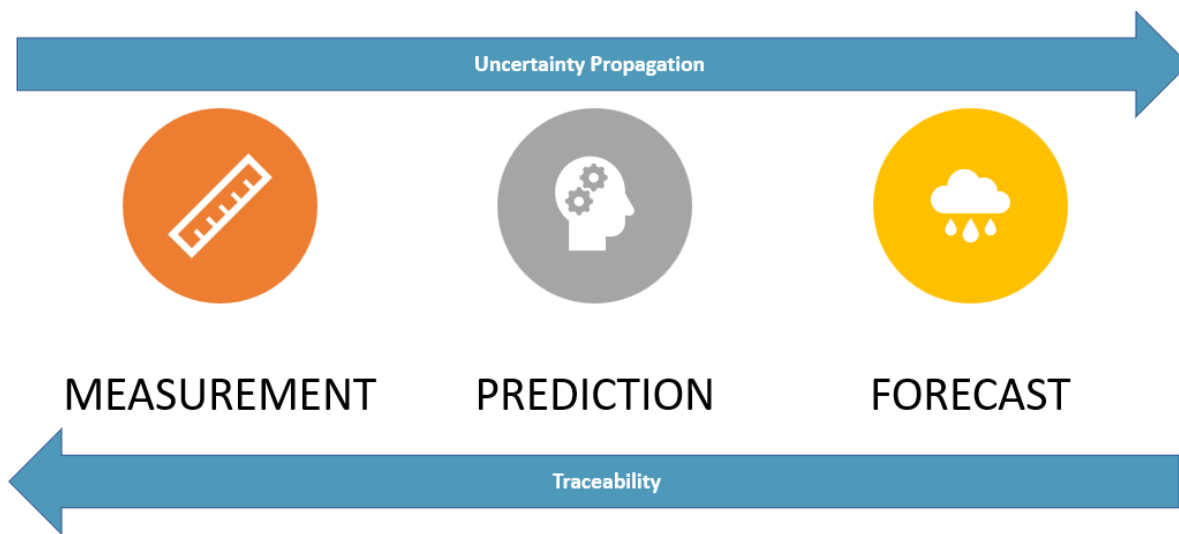 Uncertainty Propagation
MEASUREMENT
PREDICTION
FORECAST
Traceability